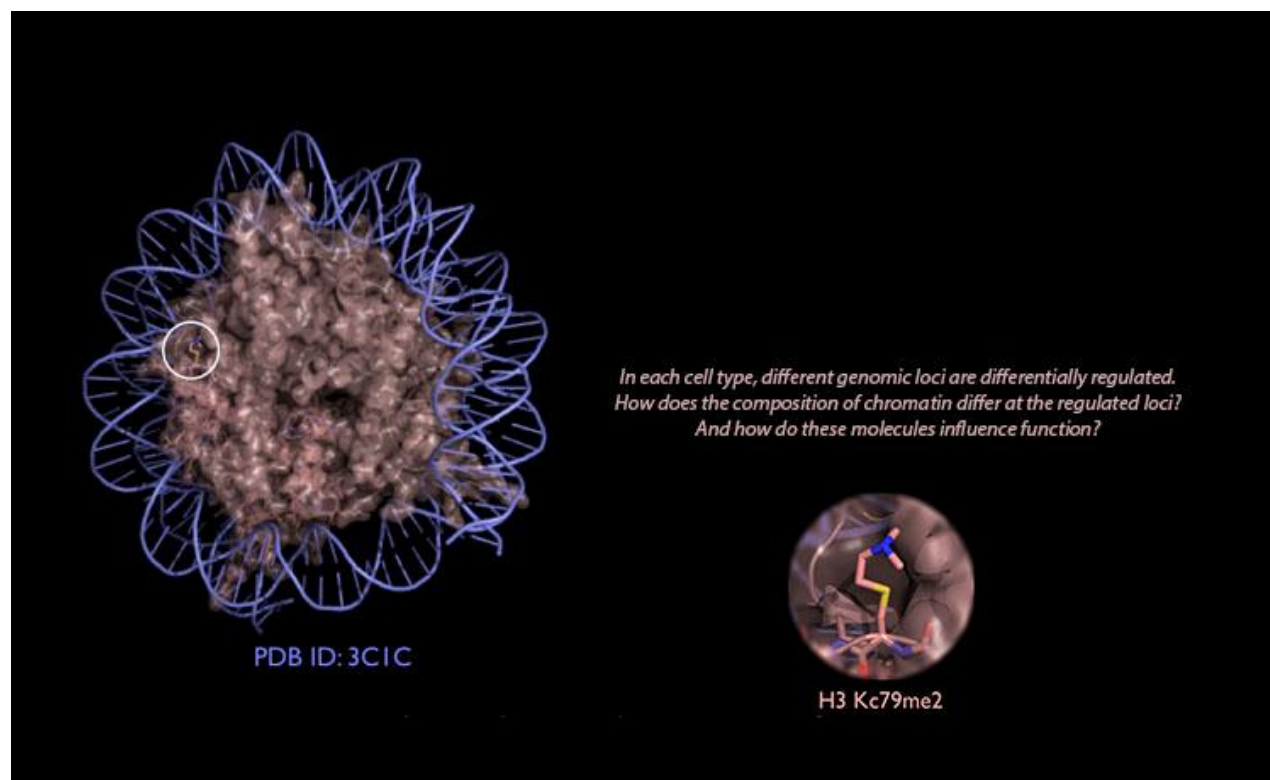 In each cell type, different genomic loci are differentially regulated.
How does the composition of chromatin differ at the regulated loci?
And how do these molecules influence function?
PDB ID: 3C1C
H3 Kc79me2